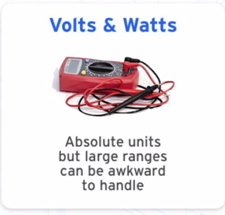 Volts & Watts
Absolute units
but large ranges
can be awkward
to handle